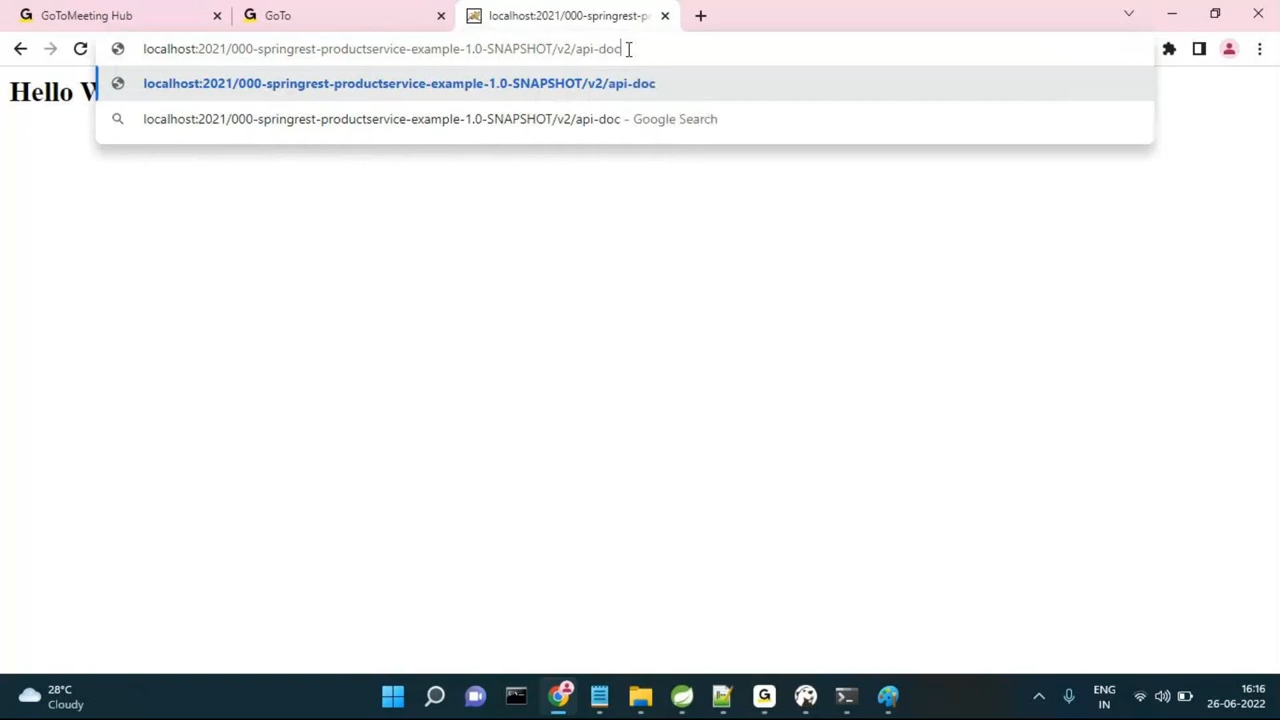 GoToMeeting Hub
GoTo
localhost:2021/000-springrest-p
localhost:2021/000-springrest-productservice-example-1.0-SNAPSHOT/v2/api-doc
localhost:2021/000-springrest-productservice-example-1.0-SNAPSHOT/v2/api-doc
Hello W
localhost:2021/000-springrest-productservice-example-1.0-SNAPSHOT/v2/api-doc - Google Search
28°C
Cloudy
ENG
IN
16:16
26-06-2022